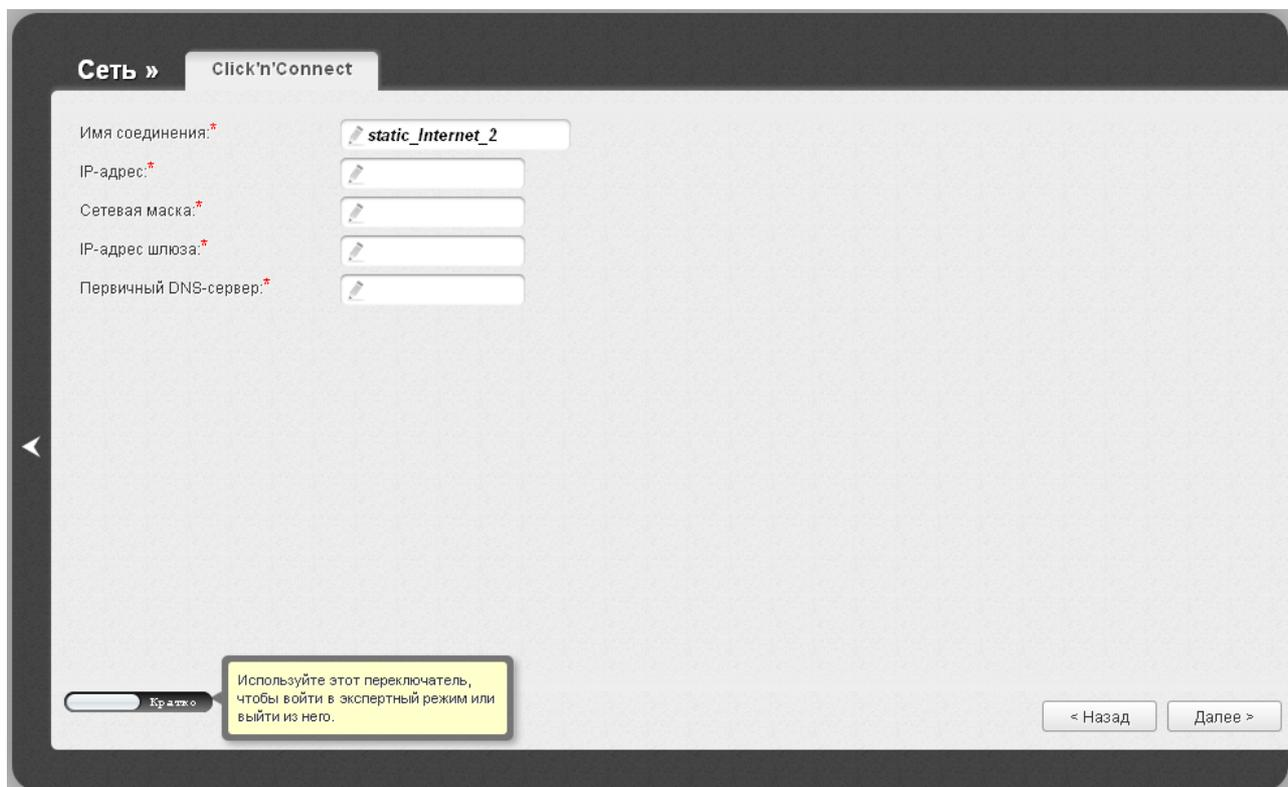 Сеть »
Click'n'Connect
Имя соединения:*
static_Internet_2
IP-адрес:*
Сетевая маска:*
IP-адрес шлюза:*
Первичный DNS-сервер:*
Кратко
Используйте этот переключатель,
чтобы войти в экспертный режим или
выйти из него.
< Назад
Далее >